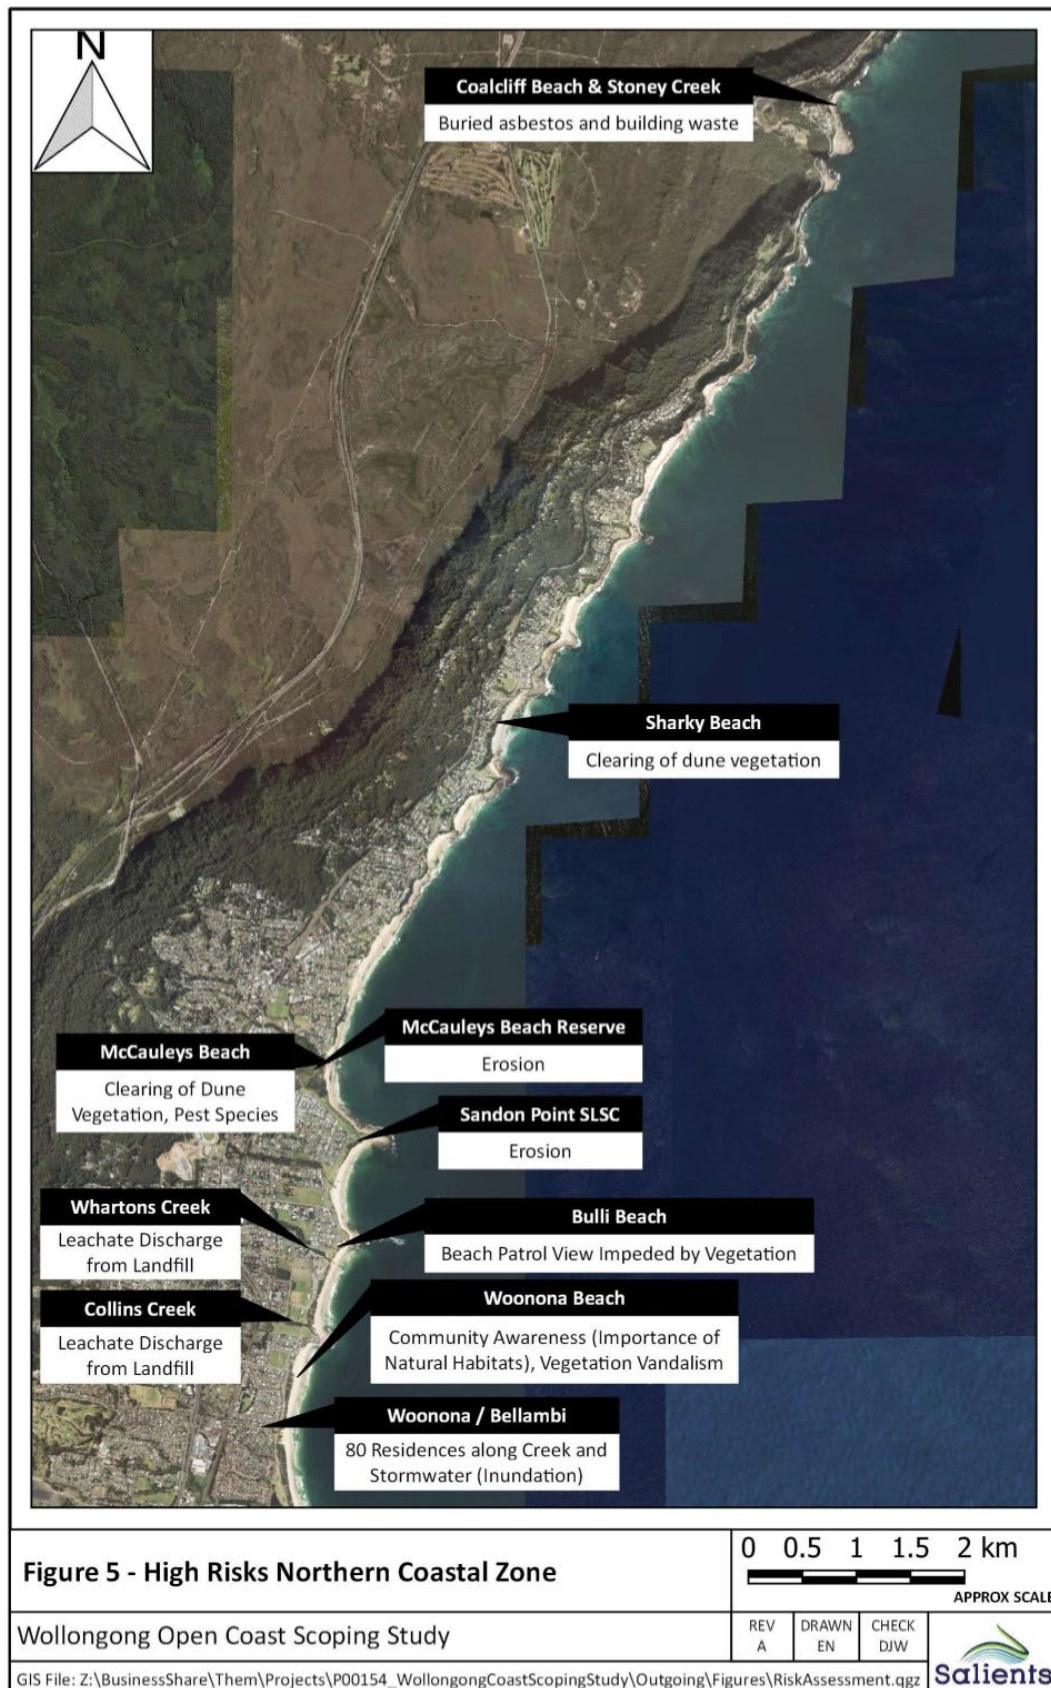 N
Coalcliff Beach & Stoney Creek
Buried asbestos and building waste
Sharky Beach
Clearing of dune vegetation
McCauleys Beach Reserve
Erosion
McCauleys Beach
Clearing of Dune
Vegetation, Pest Species
Sandon Point SLSC
Erosion
Whartons Creek
Leachate Discharge
from Landfill
Bulli Beach
Beach Patrol View Impeded by Vegetation
Collins Creek
Leachate Discharge
from Landfill
Woonona Beach
Community Awareness (Importance of
Natural Habitats), Vegetation Vandalism
Woonona / Bellambi
80 Residences along Creek and
Stormwater (Inundation)
Figure 5 - High Risks Northern Coastal Zone
0 0.5 1 1.5 2 km
APPROX SCALE
Wollongong Open Coast Scoping Study
REV
A
DRAWN
EN
CHECK
DJW
GIS File: Z:\BusinessShare\Them\Projects\P00154_WollongongCoastScopingStudy\Outgoing\Figures\RiskAssessment.qgz
Salients